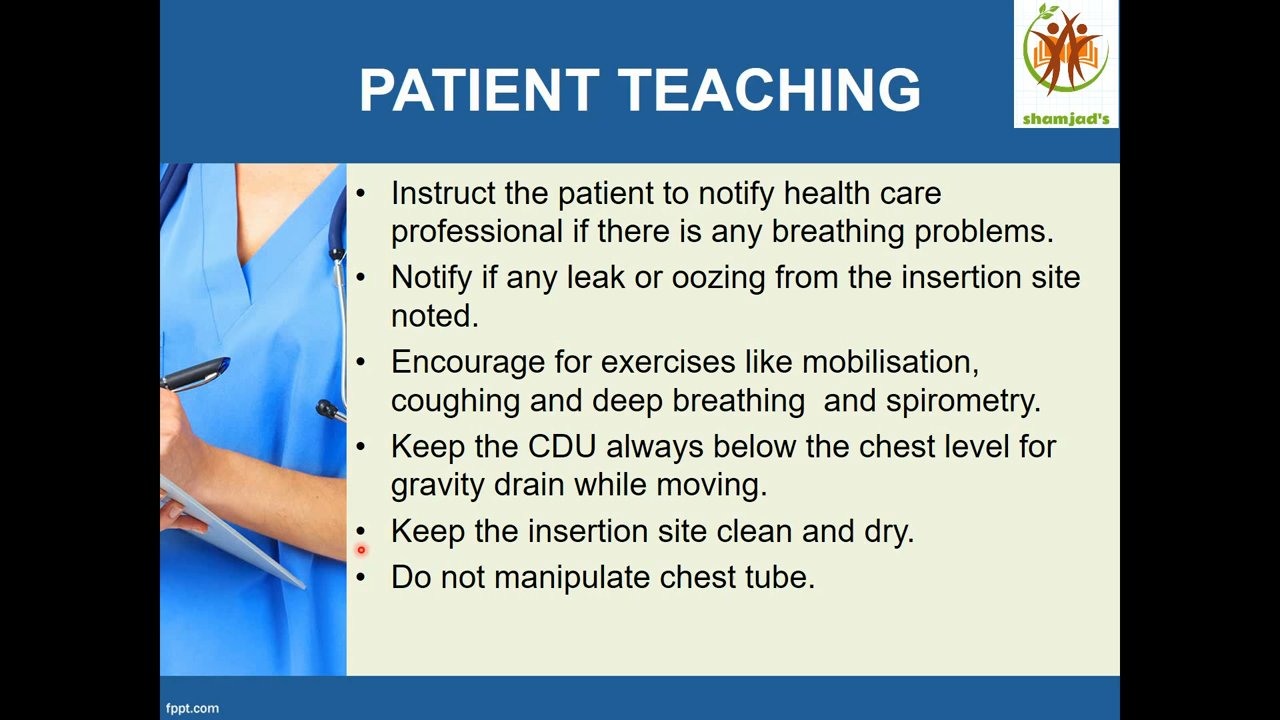 PATIENT TEACHING
shamjad's
• Instruct the patient to notify health care
professional if there is any breathing problems.
• Notify if any leak or oozing from the insertion site
noted.
• Encourage for exercises like mobilisation,
coughing and deep breathing  and spirometry.
• Keep the CDU always below the chest level for
gravity drain while moving.
• Keep the insertion site clean and dry.
• Do not manipulate chest tube.
fppt.com